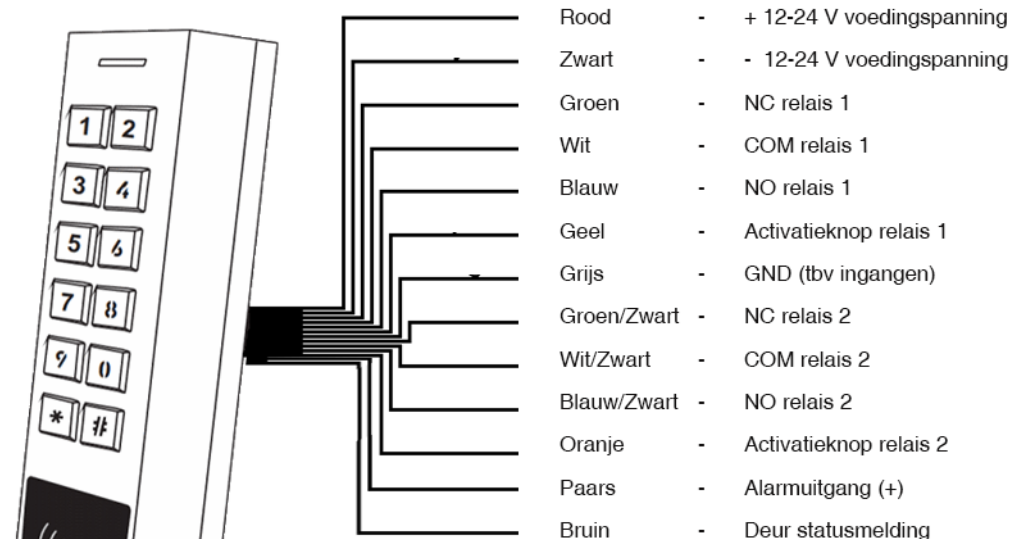 Rood - + 12-24 V voedingspanning
Zwart - - 12-24 V voedingspanning
Groen - NC relais 1
Wit - COM relais 1
Blauw - NO relais 1
Geel - Activatieknop relais 1
Grijs - GND (tbv ingangen)
Groen/Zwart - NC relais 2
Wit/Zwart - COM relais 2
Blauw/Zwart - NO relais 2
Oranje - Activatieknop relais 2
Paars - Alarmuitgang (+)
Bruin - Deur statusmelding
1 2
3 4
5 6
7 8
9 0
* #